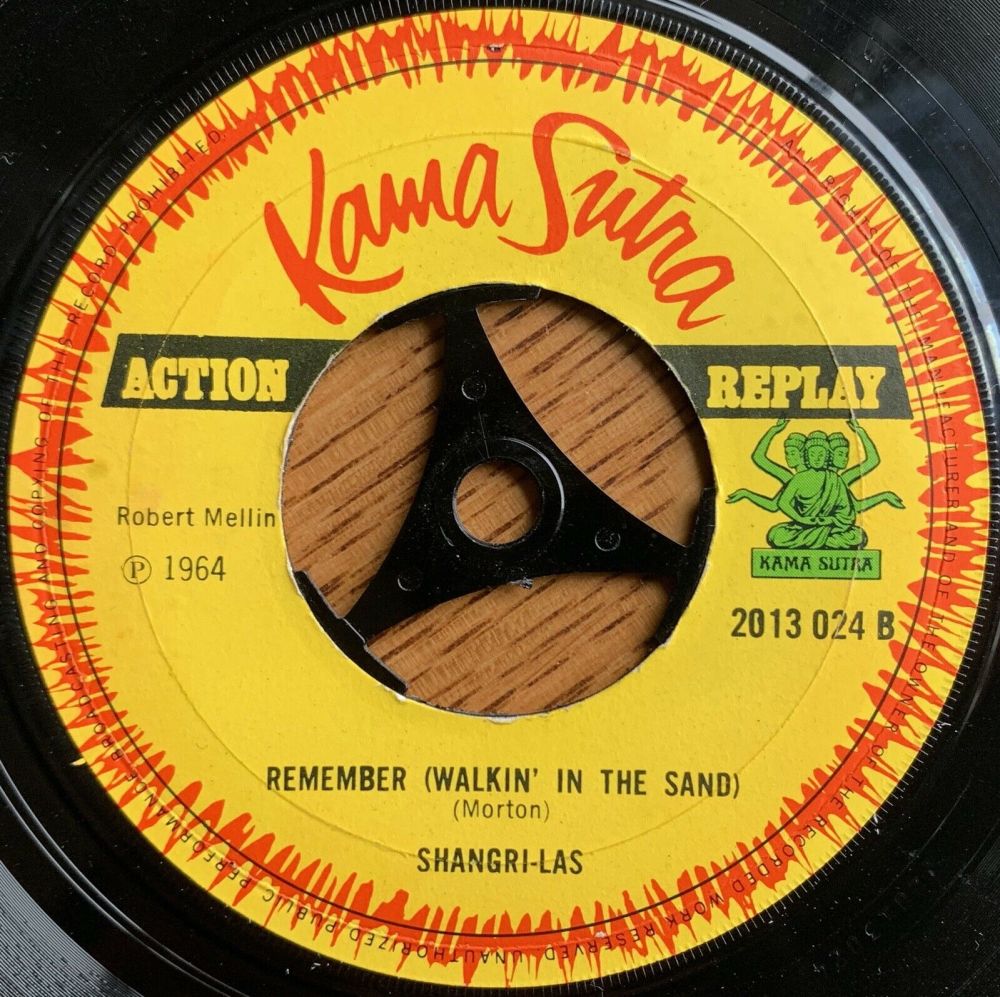 Kama Sutra
ACTION REPLAY
Robert Mellin
Ⓟ 1964
KAMA SUTRA
2013 024 B
REMEMBER (WALKIN' IN THE SAND)
(Morton)
SHANGRI-LAS
ALL RIGHTS OF THE MANUFACTURER AND OF THE OWNER OF THE RECORDED WORK RESERVED. UNAUTHORIZED PUBLIC PERFORMANCE BROADCASTING AND COPYING OF THIS RECORD PROHIBITED.